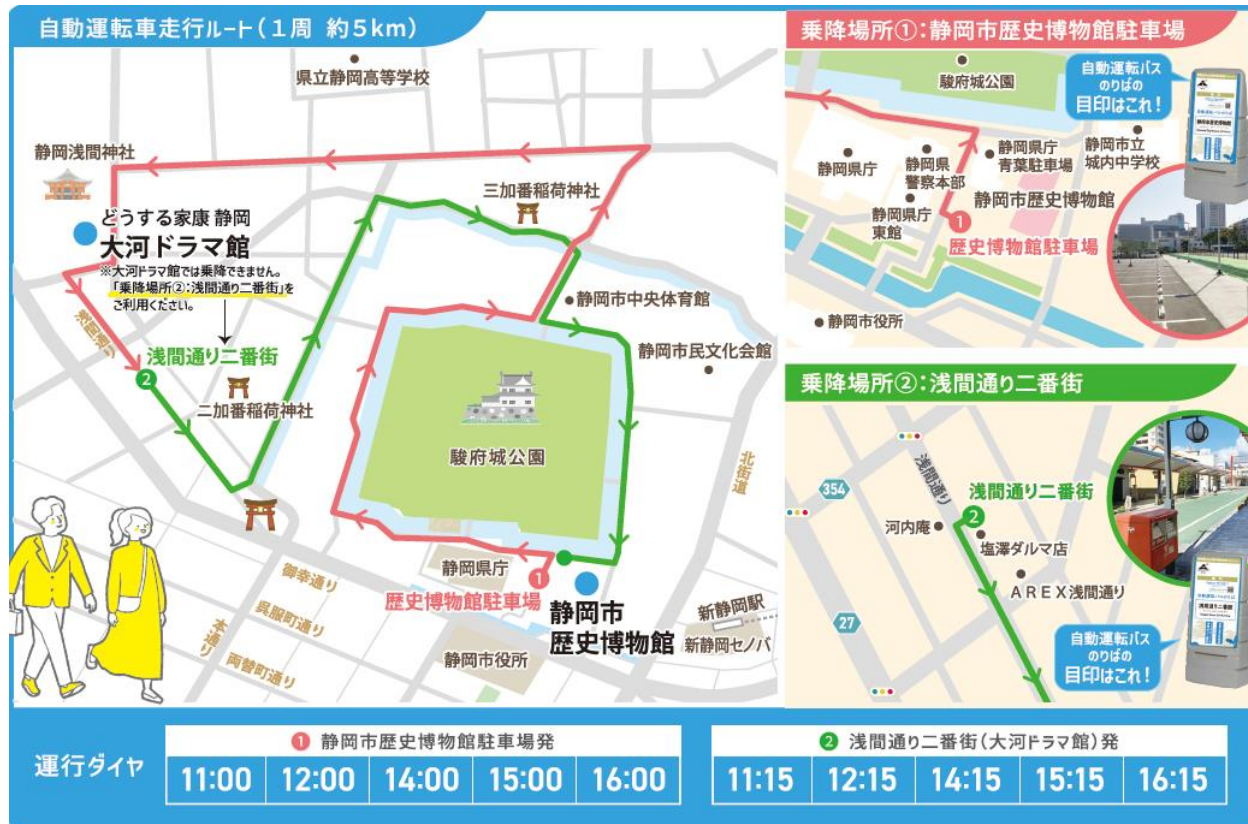 自動運転車走行ルート(1周 約5km)
県立静岡高等学校
静岡浅間神社
三加番稲荷神社
どうする家康 静岡
大河ドラマ館
※大河ドラマ館では乗降できません。
「乗降場所②:浅間通り二番街」を
ご利用ください。
静岡市中央体育館
浅間通り
浅間通り二番街
2
静岡市民文化会館
二加番稲荷神社
駿府城公園
北街道
静岡県庁
1
歴史博物館駐車場
静岡市
歴史博物館
御幸通り
呉服町通り
本通り
両替町通り
静岡市役所
新静岡駅
新静岡セノバ
乗降場所①:静岡市歴史博物館駐車場
駿府城公園
自動運転バス
のりばの
目印はこれ!
静岡県庁
静岡県
警察本部
静岡県庁
青葉駐車場
静岡市立
城内中学校
静岡県庁
東館
静岡市歴史博物館
1
歴史博物館駐車場
静岡市役所
乗降場所②:浅間通り二番街
浅間通り
354
浅間通り二番街
2
河内庵
塩澤ダルマ店
AREX浅間通り
27
自動運転バス
のりばの
目印はこれ!
運行ダイヤ
1 静岡市歴史博物館駐車場発
11:00 12:00 14:00 15:00 16:00
2 浅間通り二番街(大河ドラマ館)発
11:15 12:15 14:15 15:15 16:15